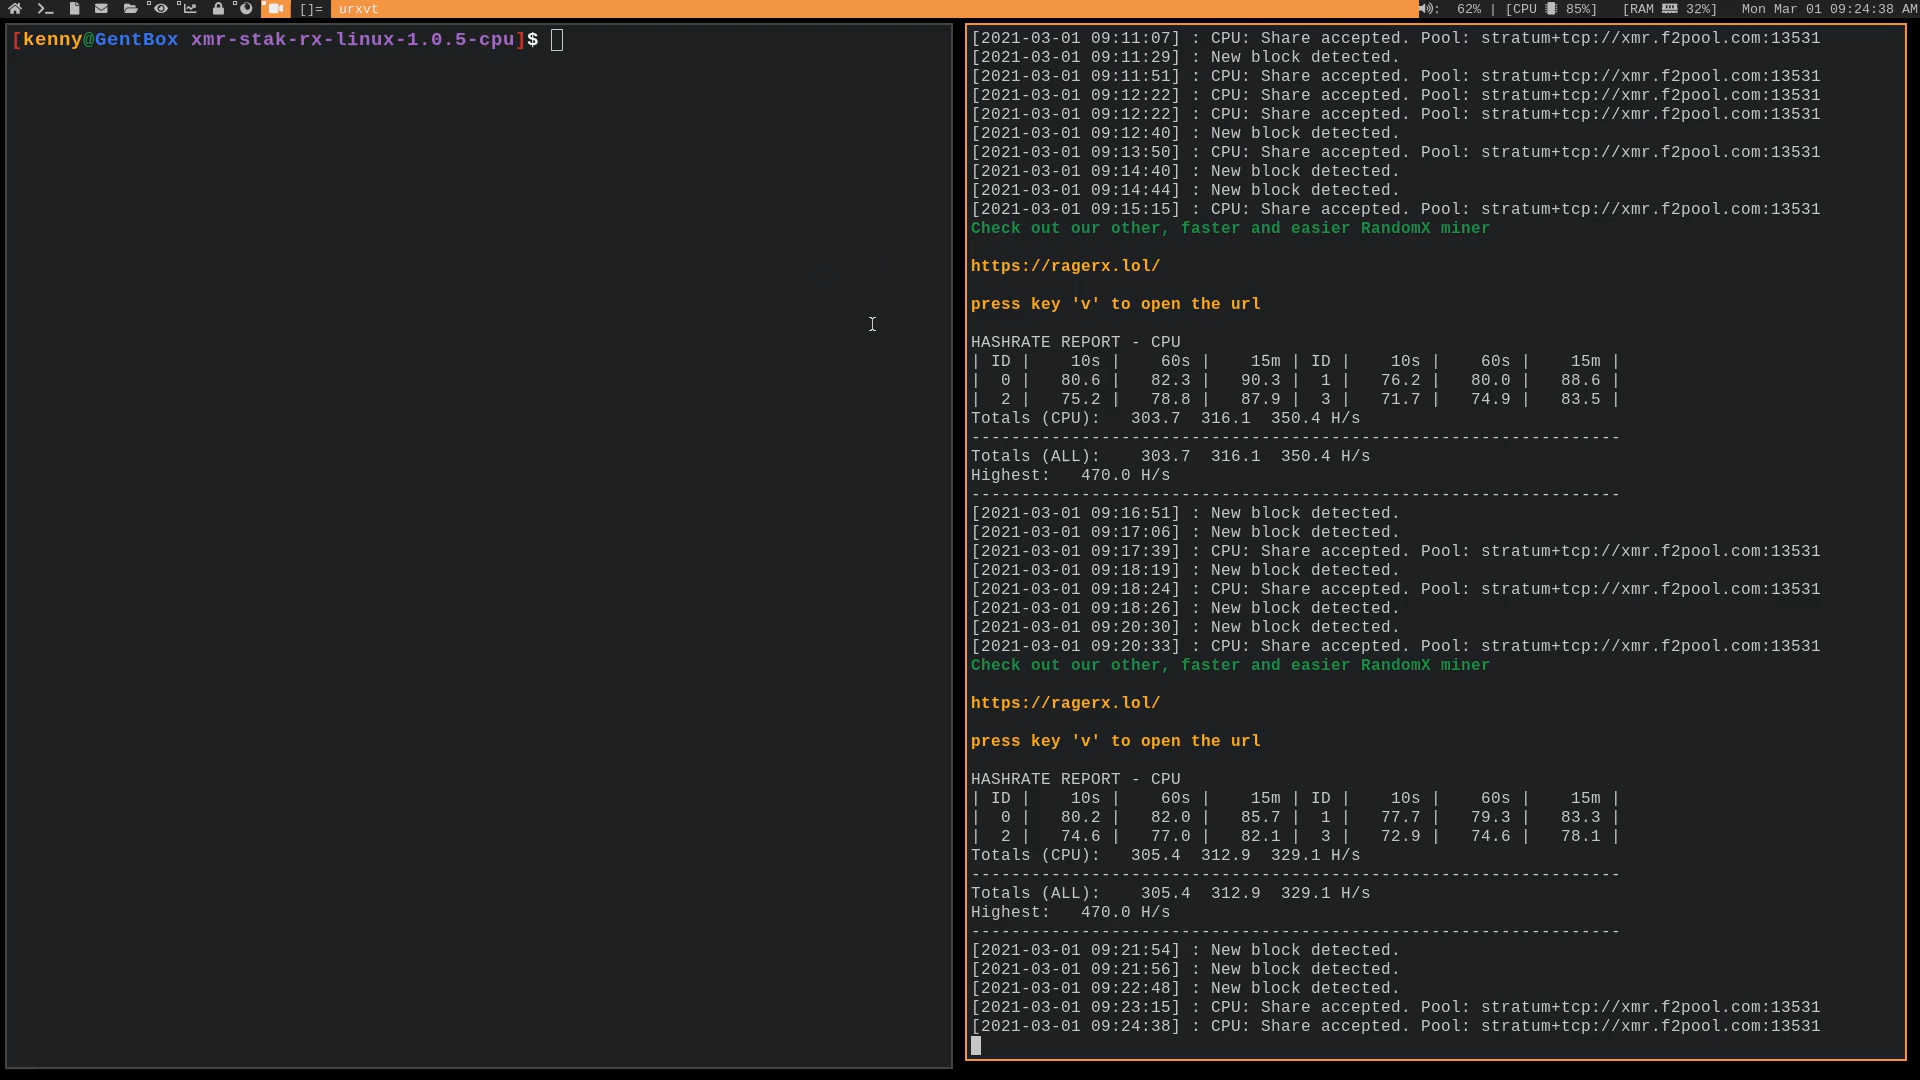 []= urxvt : 62% | [CPU 85%] [RAM 32%] Mon Mar 01 09:24:38 AM
[kenny@GentBox xmr-stak-rx-linux-1.0.5-cpu]$
[2021-03-01 09:11:07] : CPU: Share accepted. Pool: stratum+tcp://xmr.f2pool.com:13531
[2021-03-01 09:11:29] : New block detected.
[2021-03-01 09:11:51] : CPU: Share accepted. Pool: stratum+tcp://xmr.f2pool.com:13531
[2021-03-01 09:12:22] : CPU: Share accepted. Pool: stratum+tcp://xmr.f2pool.com:13531
[2021-03-01 09:12:22] : CPU: Share accepted. Pool: stratum+tcp://xmr.f2pool.com:13531
[2021-03-01 09:12:40] : New block detected.
[2021-03-01 09:13:50] : CPU: Share accepted. Pool: stratum+tcp://xmr.f2pool.com:13531
[2021-03-01 09:14:40] : New block detected.
[2021-03-01 09:14:44] : New block detected.
[2021-03-01 09:15:15] : CPU: Share accepted. Pool: stratum+tcp://xmr.f2pool.com:13531
Check out our other, faster and easier RandomX miner
https://ragerx.lol/
press key 'v' to open the url
HASHRATE REPORT - CPU
| ID |    10s |    60s |    15m | ID |    10s |    60s |    15m |
|  0 |   80.6 |   82.3 |   90.3 |  1 |   76.2 |   80.0 |   88.6 |
|  2 |   75.2 |   78.8 |   87.9 |  3 |   71.7 |   74.9 |   83.5 |
Totals (CPU):   303.7  316.1  350.4 H/s
-----------------------------------------------------------------
Totals (ALL):    303.7  316.1  350.4 H/s
Highest:   470.0 H/s
-----------------------------------------------------------------
[2021-03-01 09:16:51] : New block detected.
[2021-03-01 09:17:06] : New block detected.
[2021-03-01 09:17:39] : CPU: Share accepted. Pool: stratum+tcp://xmr.f2pool.com:13531
[2021-03-01 09:18:19] : New block detected.
[2021-03-01 09:18:24] : CPU: Share accepted. Pool: stratum+tcp://xmr.f2pool.com:13531
[2021-03-01 09:18:26] : New block detected.
[2021-03-01 09:20:30] : New block detected.
[2021-03-01 09:20:33] : CPU: Share accepted. Pool: stratum+tcp://xmr.f2pool.com:13531
Check out our other, faster and easier RandomX miner
https://ragerx.lol/
press key 'v' to open the url
HASHRATE REPORT - CPU
| ID |    10s |    60s |    15m | ID |    10s |    60s |    15m |
|  0 |   80.2 |   82.0 |   85.7 |  1 |   77.7 |   79.3 |   83.3 |
|  2 |   74.6 |   77.0 |   82.1 |  3 |   72.9 |   74.6 |   78.1 |
Totals (CPU):   305.4  312.9  329.1 H/s
-----------------------------------------------------------------
Totals (ALL):    305.4  312.9  329.1 H/s
Highest:   470.0 H/s
-----------------------------------------------------------------
[2021-03-01 09:21:54] : New block detected.
[2021-03-01 09:21:56] : New block detected.
[2021-03-01 09:22:48] : New block detected.
[2021-03-01 09:23:15] : CPU: Share accepted. Pool: stratum+tcp://xmr.f2pool.com:13531
[2021-03-01 09:24:38] : CPU: Share accepted. Pool: stratum+tcp://xmr.f2pool.com:13531